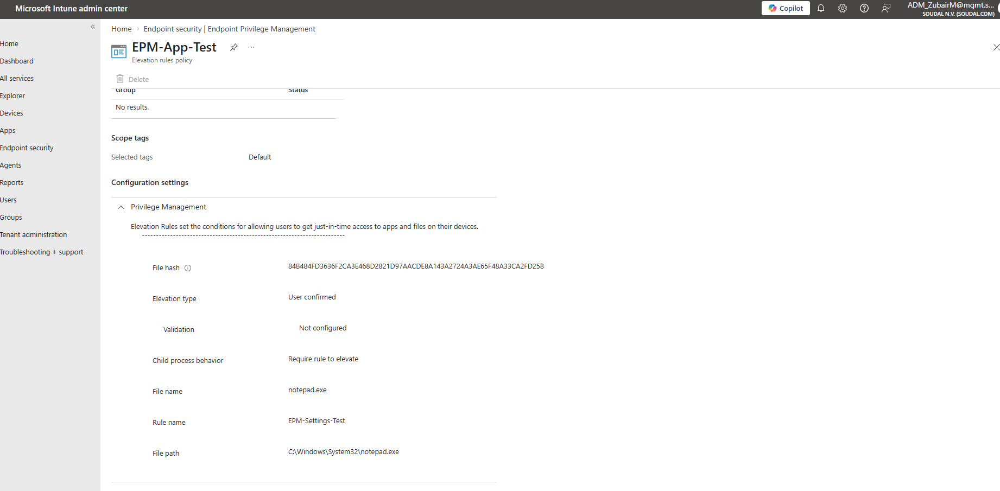 Microsoft Intune admin center
Copilot
ADM_ZubairM@mgmt.s...
SOUDAL N.V. (SOUDAL.COM)
«
Home
Dashboard
All services
Explorer
Devices
Apps
Endpoint security
Agents
Reports
Users
Groups
Tenant administration
Troubleshooting + support
Home > Endpoint security | Endpoint Privilege Management
EPM-App-Test ...
Elevation rules policy
Delete
Group Status
No results.
Scope tags
Selected tags Default
Configuration settings
Privilege Management
Elevation Rules set the conditions for allowing users to get just-in-time access to apps and files on their devices.
------------------------------------------------------------------------
File hash 84B484FD3636F2CA3E468D2821D97AACDE8A143A2724A3AE65F48A33CA2FD258
Elevation type User confirmed
Validation Not configured
Child process behavior Require rule to elevate
File name notepad.exe
Rule name EPM-Settings-Test
File path C:\Windows\System32\notepad.exe